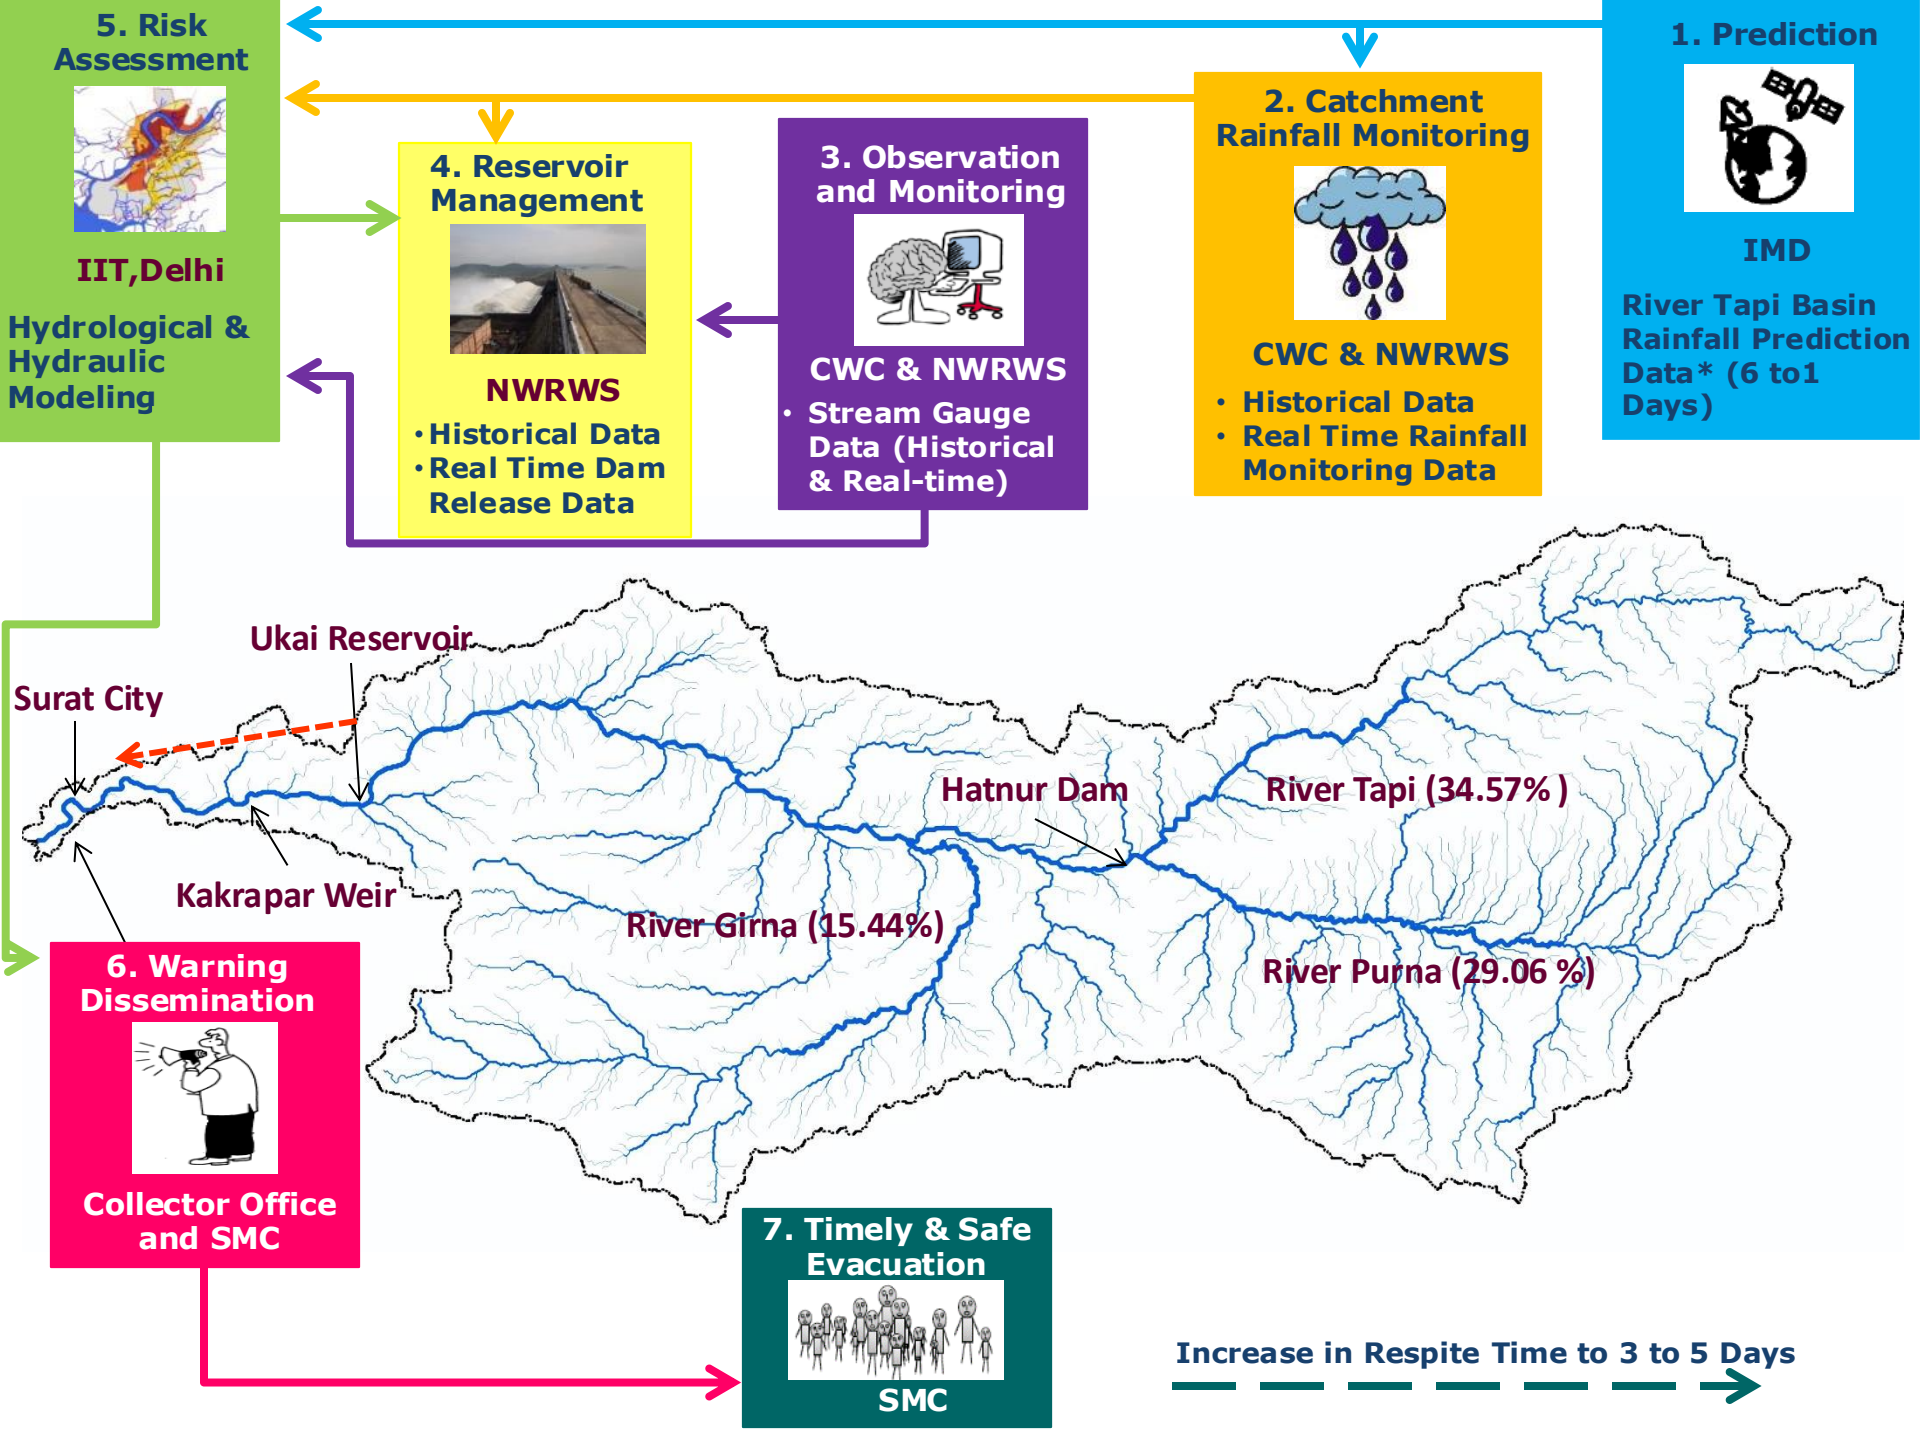 5. Risk
Assessment
IIT,Delhi
Hydrological &
Hydraulic
Modeling
4. Reservoir
Management
NWRWS
• Historical Data
• Real Time Dam
Release Data
3. Observation
and Monitoring
CWC & NWRWS
• Stream Gauge
Data (Historical
& Real-time)
2. Catchment
Rainfall Monitoring
CWC & NWRWS
• Historical Data
• Real Time Rainfall
Monitoring Data
1. Prediction
IMD
River Tapi Basin
Rainfall Prediction
Data* (6 to1
Days)
Ukai Reservoir
Surat City
Hatnur Dam
River Tapi (34.57% )
Kakrapar Weir
River Girna (15.44%)
River Purna (29.06 %)
6. Warning
Dissemination
Collector Office
and SMC
7. Timely & Safe
Evacuation
SMC
Increase in Respite Time to 3 to 5 Days